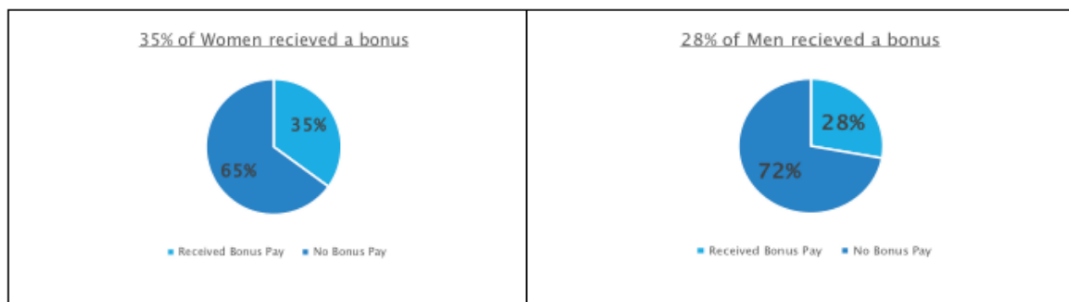 35% of Women recieved a bonus
35%
65%
Received Bonus Pay No Bonus Pay
28% of Men recieved a bonus
28%
72%
Received Bonus Pay No Bonus Pay